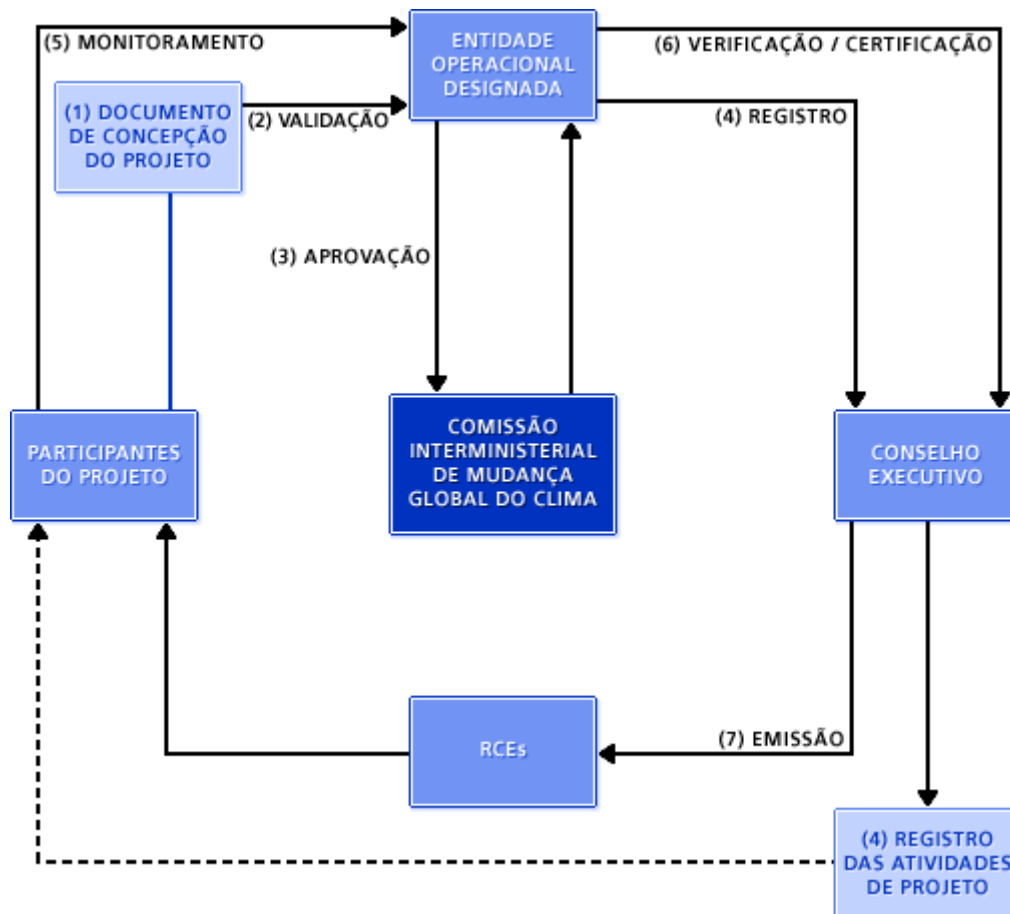 (5) MONITORAMENTO
ENTIDADE
OPERACIONAL
DESIGNADA
(6) VERIFICAÇÃO / CERTIFICAÇÃO
(1) DOCUMENTO
DE CONCEPÇÃO
DO PROJETO
(2) VALIDAÇÃO
(4) REGISTRO
(3) APROVAÇÃO
PARTICIPANTES
DO PROJETO
COMISSÃO
INTERMINISTERIAL
DE MUDANÇA
GLOBAL DO CLIMA
CONSELHO
EXECUTIVO
RCEs
(7) EMISSÃO
(4) REGISTRO
DAS ATIVIDADES
DE PROJETO